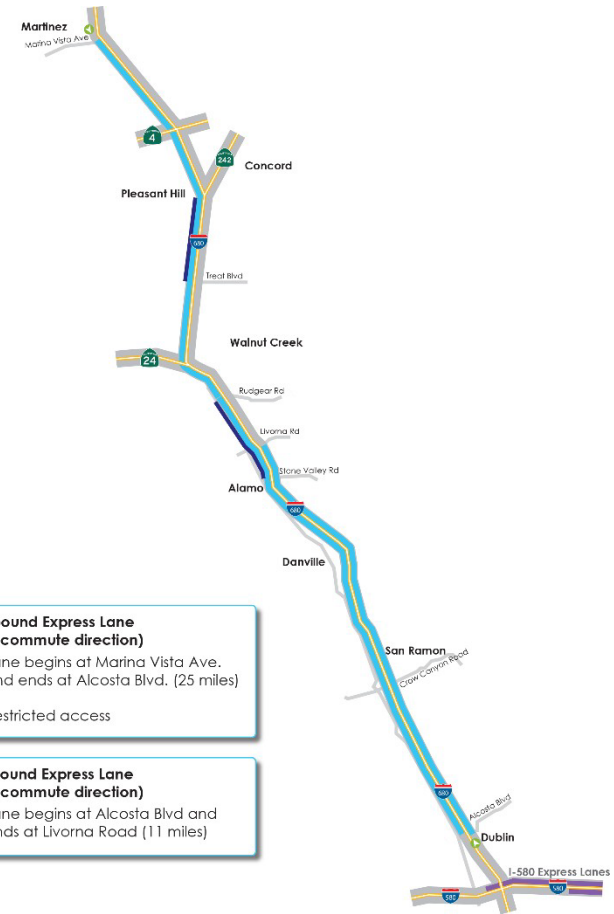 Martinez
Marina Vista Ave
4
242
Concord
Pleasant Hill
680
Treat Blvd
Walnut Creek
24
Rudgear Rd
Livorna Rd
Stone Valley Rd
Alamo
680
Danville
San Ramon
Crow Canyon Road
680
Alcosta Blvd
Dublin
I-580 Express Lanes
580
580
ound Express Lane
commute direction)
ane begins at Marina Vista Ave.
nd ends at Alcosta Blvd. (25 miles)
estricted access
ound Express Lane
commute direction)
ane begins at Alcosta Blvd and
nds at Livorna Road (11 miles)